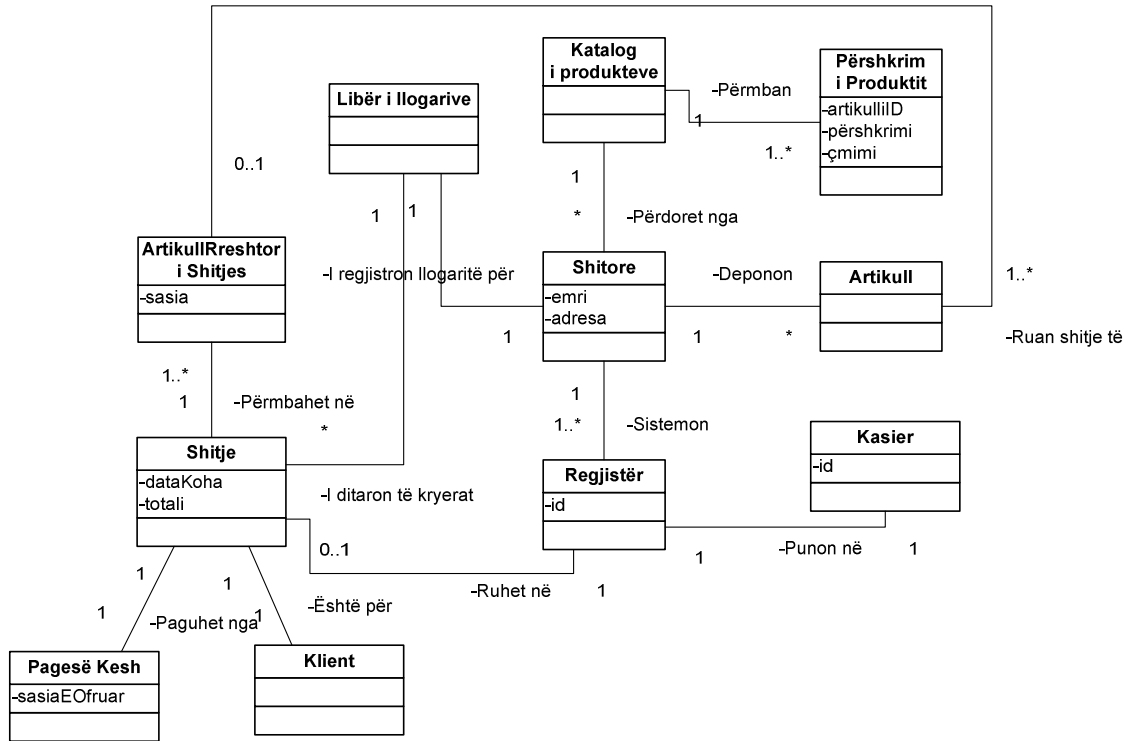 Katalog
i produkteve
Përshkrim
i Produktit
-artikulliID
-përshkrimi
-çmimi
-Përmban
1
1..*
Libër i llogarive
0..1
1
1
1
*
-Përdoret nga
ArtikullRreshtor
i Shitjes
-sasia
-I regjistron llogaritë për
Shitore
-emri
-adresa
-Deponon
Artikull
1..*
1
1
*
-Ruan shitje të
1..*
1
-Përmbahet në
*
1
1..*
-Sistemon
Kasier
-id
Shitje
-dataKoha
-totali
-I ditaron të kryerat
Regjistër
-id
0..1
1
-Punon në
1
1
1
-Ruhet në
1
1
-Paguhet nga
1
-Është për
Pagesë Kesh
-sasiaEOfruar
Klient